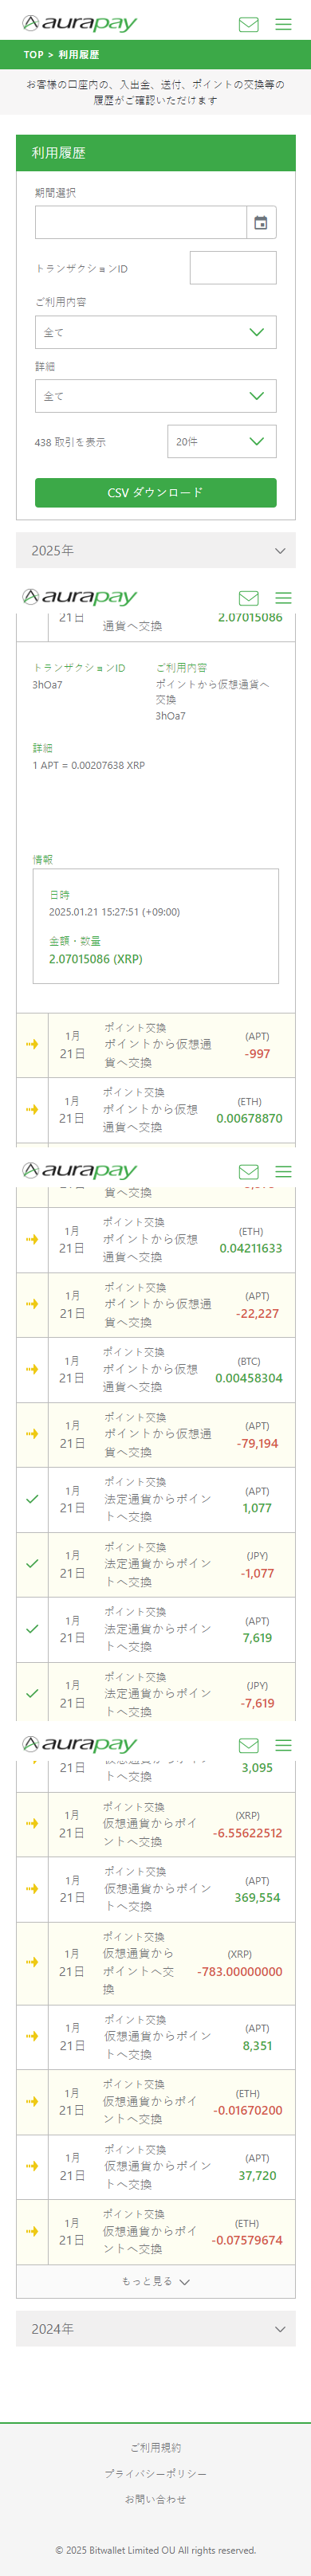 aurapay
TOP > 利用履歴
お客様の口座内の、入出金、送付、ポイントの交換等の
履歴がご確認いただけます
利用履歴
期間選択
トランザクションID
ご利用内容
全て
詳細
全て
438 取引を表示
20件
CSV ダウンロード
2025年
aurapay
21日
通貨へ交換
2.07015086
トランザクションID
ご利用内容
3hOa7
ポイントから仮想通貨へ
交換
3hOa7
詳細
1 APT = 0.00207638 XRP
情報
日時
2025.01.21 15:27:51 (+09:00)
金額・数量
2.07015086 (XRP)
1月
21日
ポイント交換
ポイントから仮想通
貨へ交換
(APT)
-997
1月
21日
ポイント交換
ポイントから仮想
通貨へ交換
(ETH)
0.00678870
aurapay
貨へ交換
1月
21日
ポイント交換
ポイントから仮想
通貨へ交換
(ETH)
0.04211633
1月
21日
ポイント交換
ポイントから仮想通
貨へ交換
(APT)
-22,227
1月
21日
ポイント交換
ポイントから仮想
通貨へ交換
(BTC)
0.00458304
1月
21日
ポイント交換
ポイントから仮想通
貨へ交換
(APT)
-79,194
1月
21日
ポイント交換
法定通貨からポイン
トへ交換
(APT)
1,077
1月
21日
ポイント交換
法定通貨からポイン
トへ交換
(JPY)
-1,077
1月
21日
ポイント交換
法定通貨からポイン
トへ交換
(APT)
7,619
1月
21日
ポイント交換
法定通貨からポイン
トへ交換
(JPY)
-7,619
aurapay
21日
トへ交換
3,095
1月
21日
ポイント交換
仮想通貨からポイ
ントへ交換
(XRP)
-6.55622512
1月
21日
ポイント交換
仮想通貨からポイン
トへ交換
(APT)
369,554
1月
21日
ポイント交換
仮想通貨から
ポイントへ交
換
(XRP)
-783.00000000
1月
21日
ポイント交換
仮想通貨からポイン
トへ交換
(APT)
8,351
1月
21日
ポイント交換
仮想通貨からポイ
ントへ交換
(ETH)
-0.01670200
1月
21日
ポイント交換
仮想通貨からポイン
トへ交換
(APT)
37,720
1月
21日
ポイント交換
仮想通貨からポイ
ントへ交換
(ETH)
-0.07579674
もっと見る
2024年
ご利用規約
プライバシーポリシー
お問い合わせ
© 2025 Bitwallet Limited OU All rights reserved.